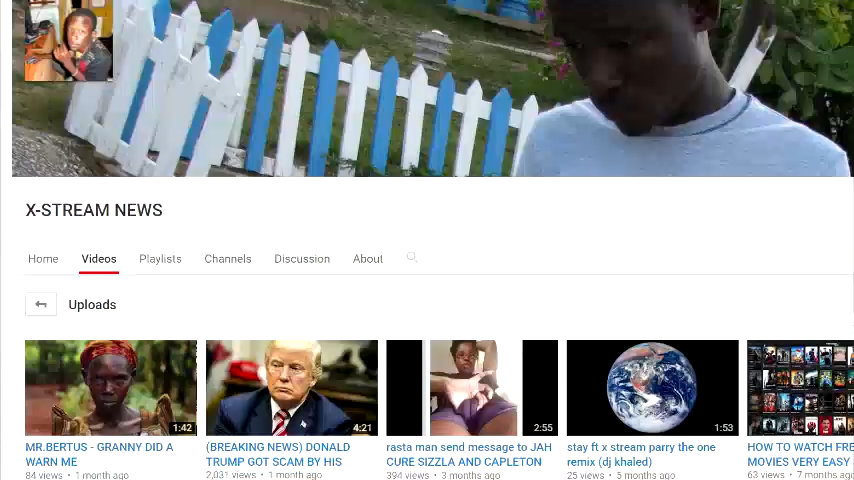 X-STREAM NEWS
Home Videos Playlists Channels Discussion About
Uploads
1:42 4:21 2:55 1:53
MR.BERTUS - GRANNY DID A
WARN ME
84 views • 1 month ago
(BREAKING NEWS) DONALD
TRUMP GOT SCAM BY HIS
2,031 views • 1 month ago
rasta man send message to JAH
CURE SIZZLA AND CAPLETON
394 views • 3 months ago
stay ft x stream parry the one
remix (dj khaled)
25 views • 5 months ago
HOW TO WATCH FRE
MOVIES VERY EASY
63 views • 7 months ago